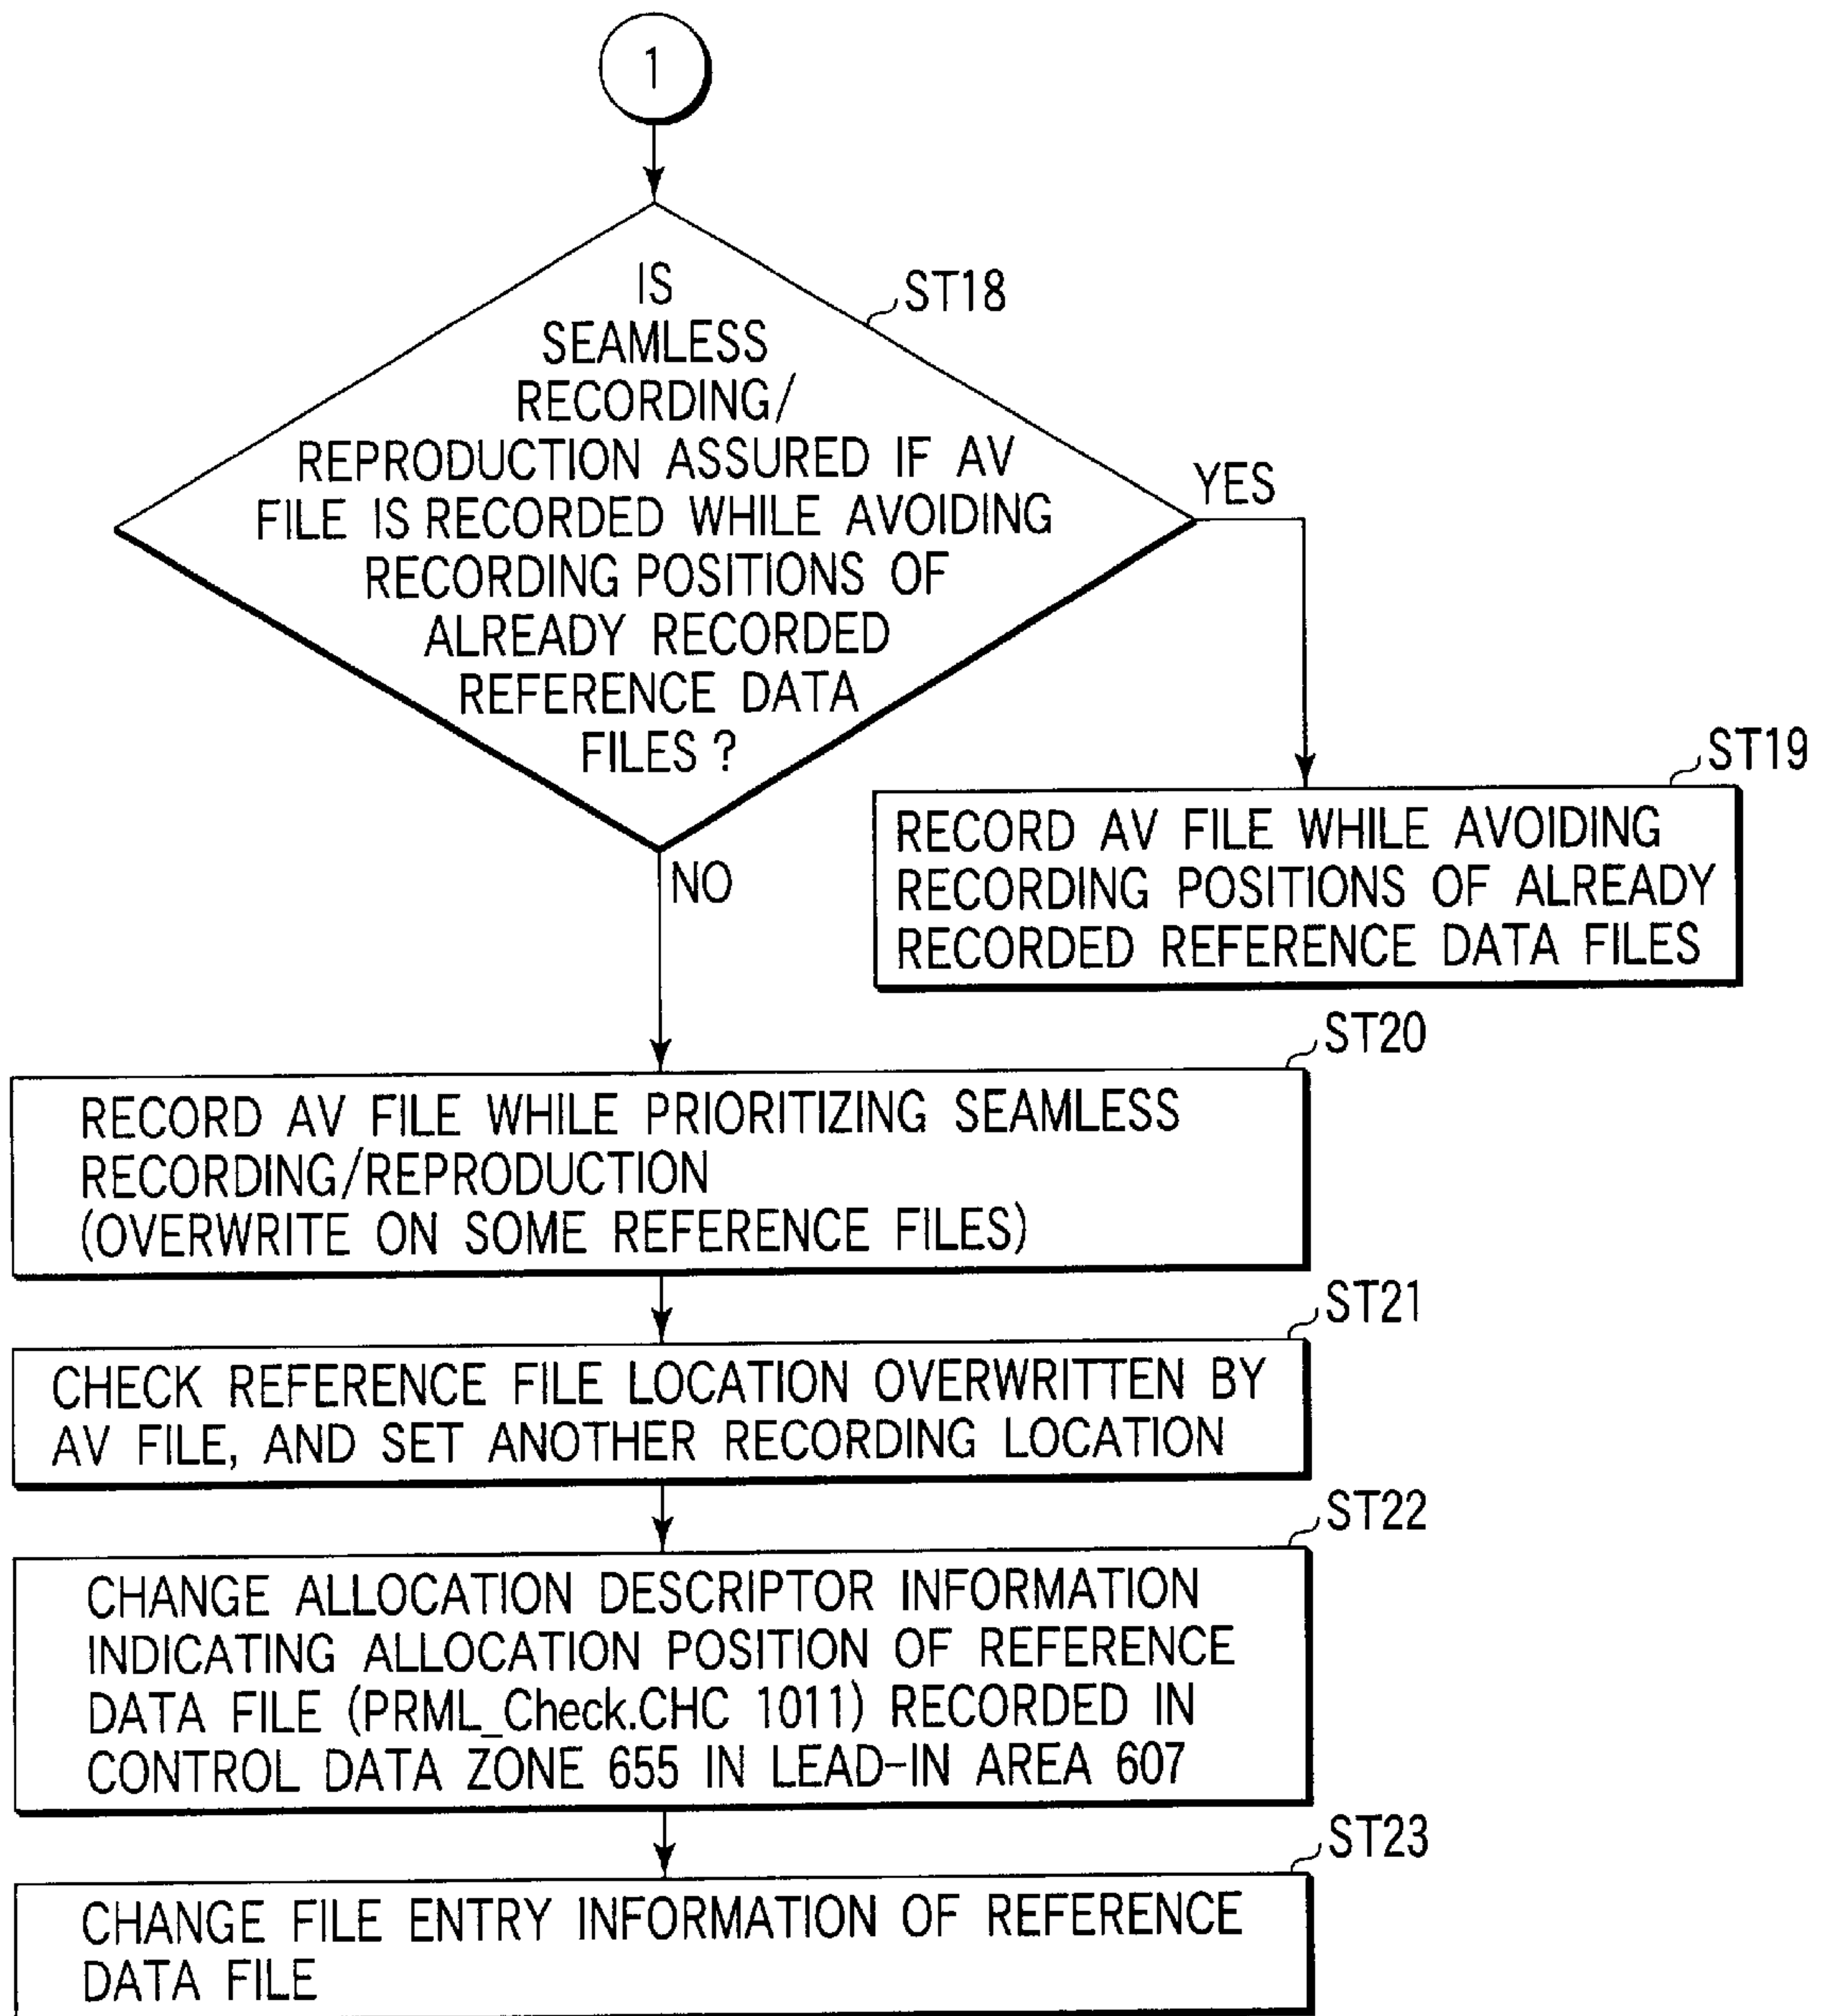 1
IS
SEAMLESS
RECORDING/
REPRODUCTION ASSURED IF AV
FILE IS RECORDED WHILE AVOIDING
RECORDING POSITIONS OF
ALREADY RECORDED
REFERENCE DATA
FILES ?
ST18
YES
NO
ST19
RECORD AV FILE WHILE AVOIDING
RECORDING POSITIONS OF ALREADY
RECORDED REFERENCE DATA FILES
ST20
RECORD AV FILE WHILE PRIORITIZING SEAMLESS
RECORDING/REPRODUCTION
(OVERWRITE ON SOME REFERENCE FILES)
ST21
CHECK REFERENCE FILE LOCATION OVERWRITTEN BY
AV FILE, AND SET ANOTHER RECORDING LOCATION
ST22
CHANGE ALLOCATION DESCRIPTOR INFORMATION
INDICATING ALLOCATION POSITION OF REFERENCE
DATA FILE (PRML_Check.CHC 1011) RECORDED IN
CONTROL DATA ZONE 655 IN LEAD-IN AREA 607
ST23
CHANGE FILE ENTRY INFORMATION OF REFERENCE
DATA FILE